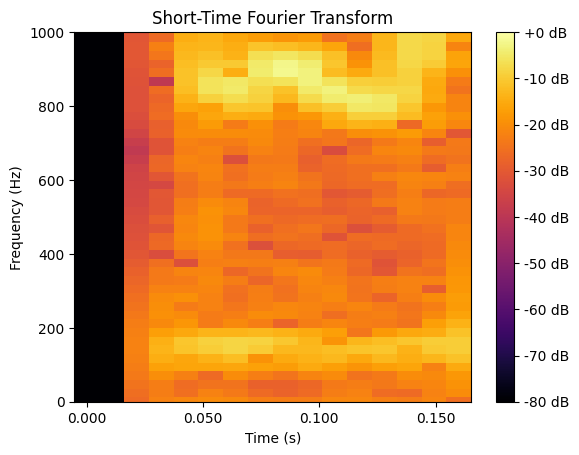 Short-Time Fourier Transform
1000
800
600
400
200
0
Frequency (Hz)
0.000
0.050
0.100
0.150
Time (s)
+0 dB
-10 dB
-20 dB
-30 dB
-40 dB
-50 dB
-60 dB
-70 dB
-80 dB